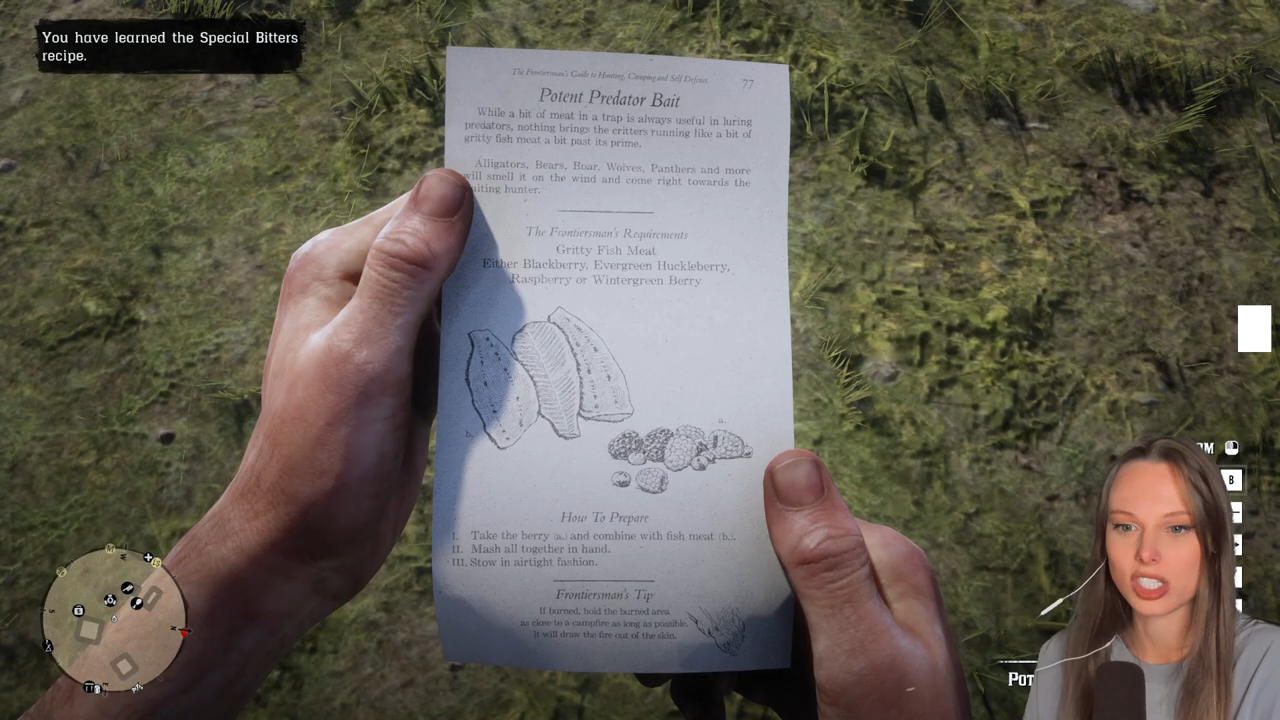 You have learned the Special Bitters
recipe.
The Frontiersman's Guide to Hunting, Camping and Self Defense.
77
Potent Predator Bait
While a bit of meat in a trap is always useful in luring
predators, nothing brings the critters running like a bit of
gritty fish meat a bit past its prime.
Alligators, Bears, Boar, Wolves, Panthers and more
will smell it on the wind and come right towards the
aiting hunter.
The Frontiersman's Requirements
Gritty Fish Meat
Either Blackberry, Evergreen Huckleberry,
Raspberry or Wintergreen Berry
a.
b.
How To Prepare
I. Take the berry (a.) and combine with fish meat (b.).
II. Mash all together in hand.
III. Stow in airtight fashion.
Frontiersman's Tip
If burned, hold the burned area
as close to a campfire as long as possible.
It will draw the fire out of the skin.
B
POT